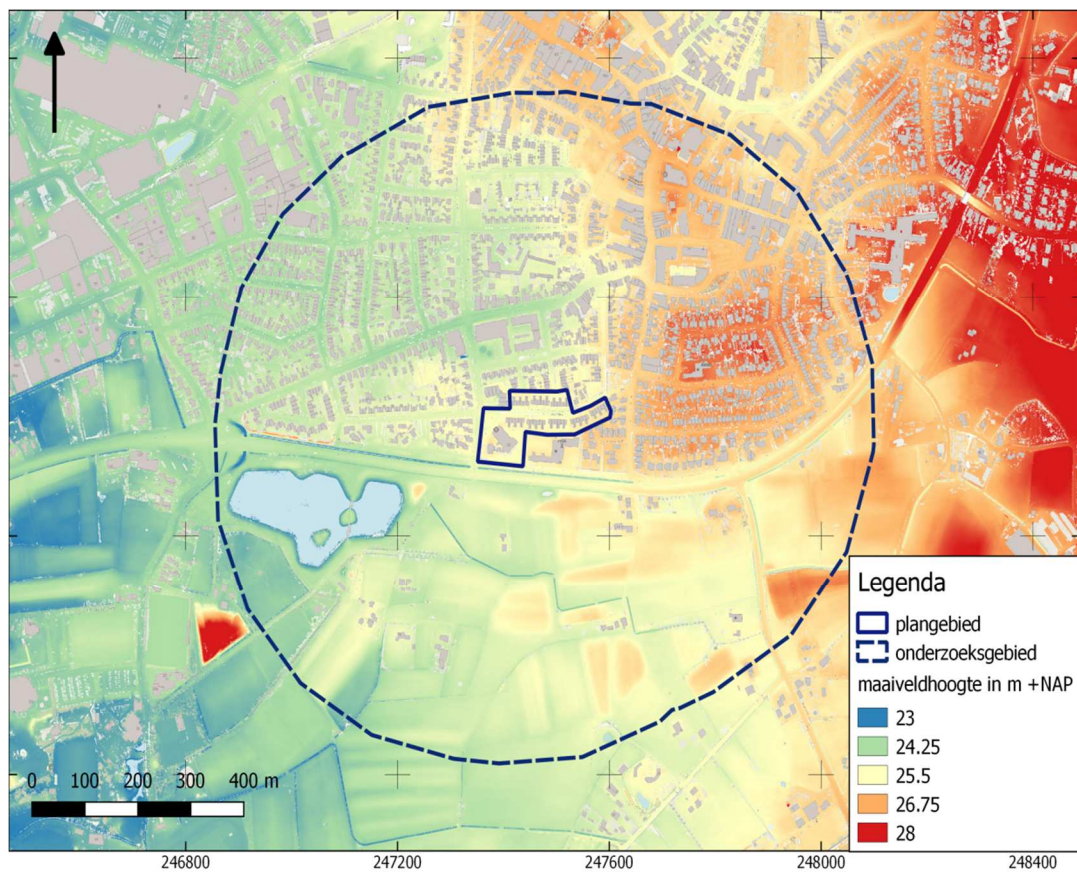 Legenda
plangebied
onderzoeksgebied
maaiveldhoogte in m +NAP
23
24.25
25.5
26.75
28
0 100 200 300 400 m
246800 247200 247600 248000 248400